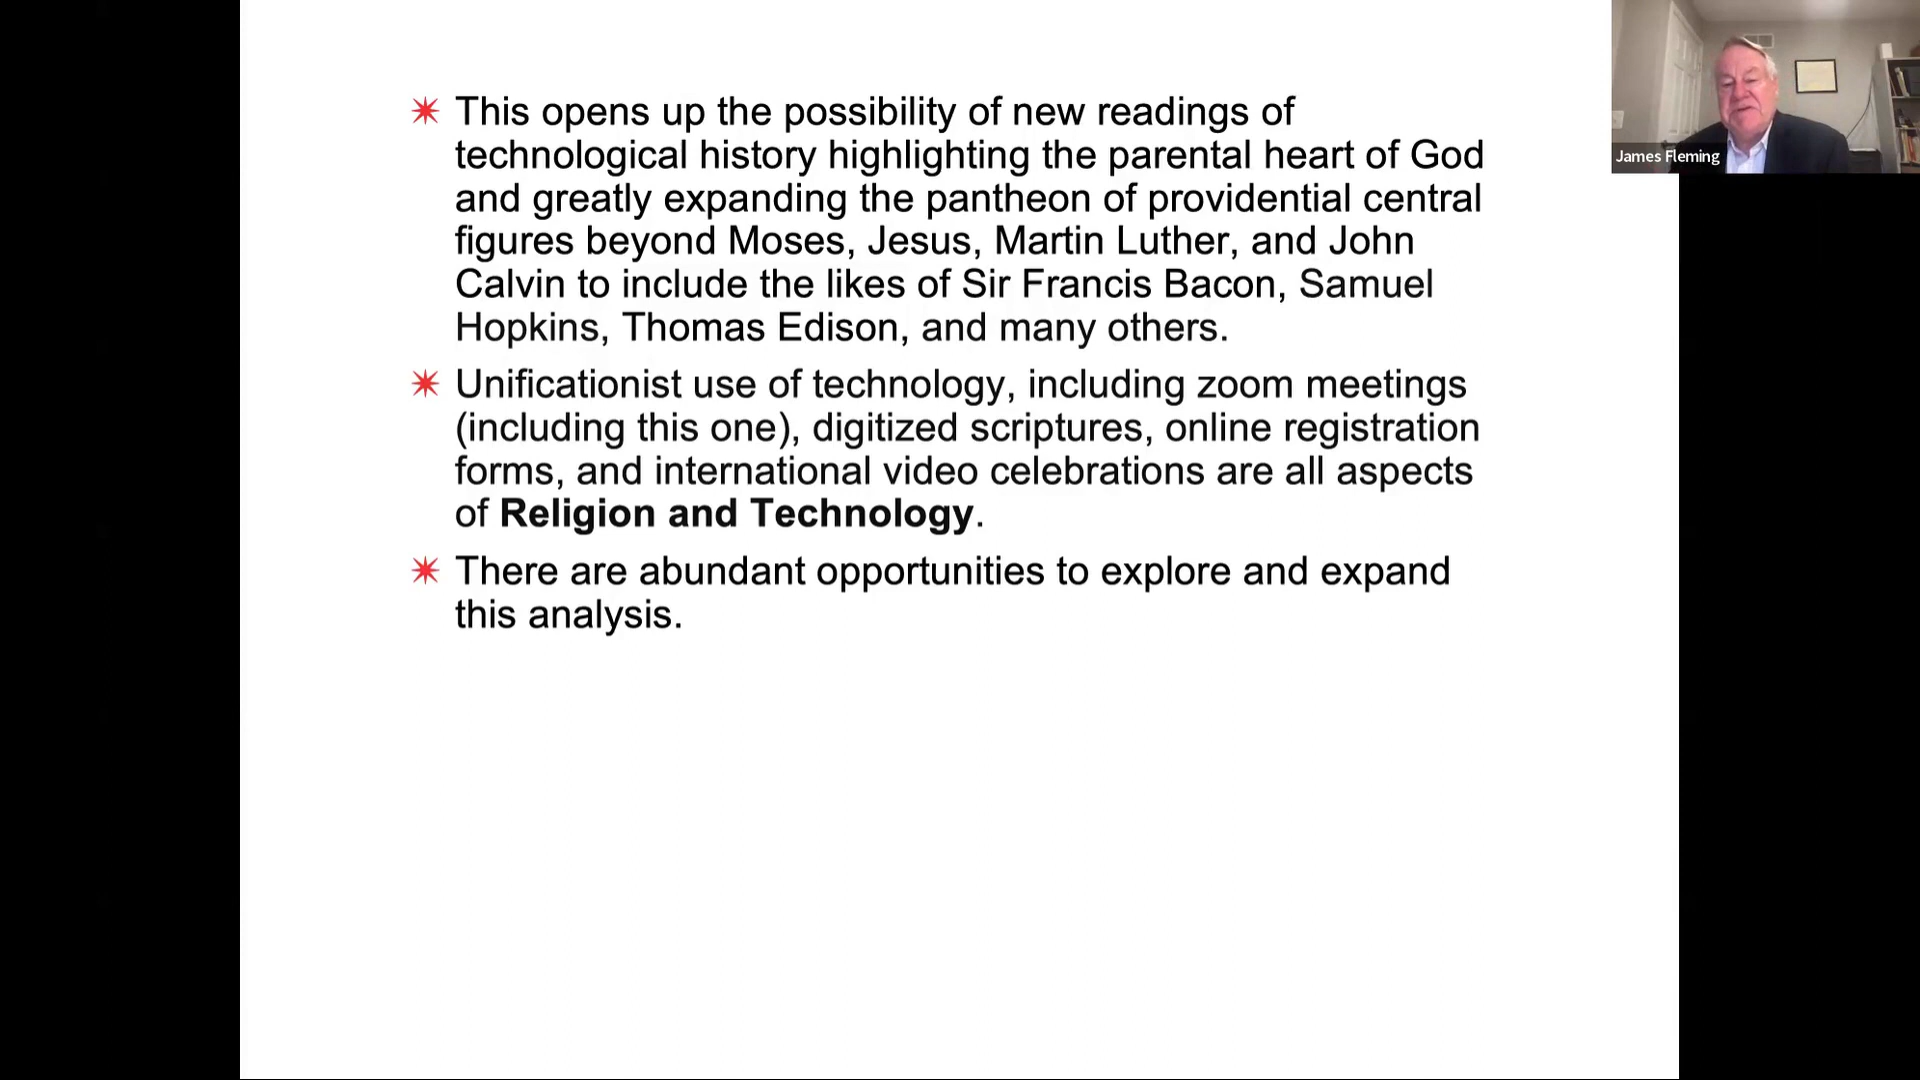 This opens up the possibility of new readings of
technological history highlighting the parental heart of God
and greatly expanding the pantheon of providential central
figures beyond Moses, Jesus, Martin Luther, and John
Calvin to include the likes of Sir Francis Bacon, Samuel
Hopkins, Thomas Edison, and many others.
Unificationist use of technology, including zoom meetings
(including this one), digitized scriptures, online registration
forms, and international video celebrations are all aspects
of Religion and Technology.
There are abundant opportunities to explore and expand
this analysis.
James Fleming